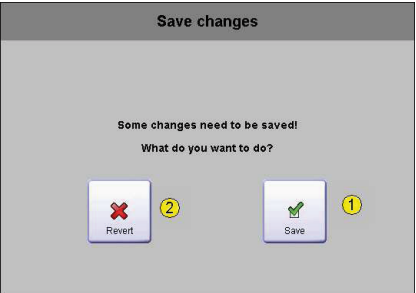 Save changes
Some changes need to be saved!
What do you want to do?
2
1
Revert
Save